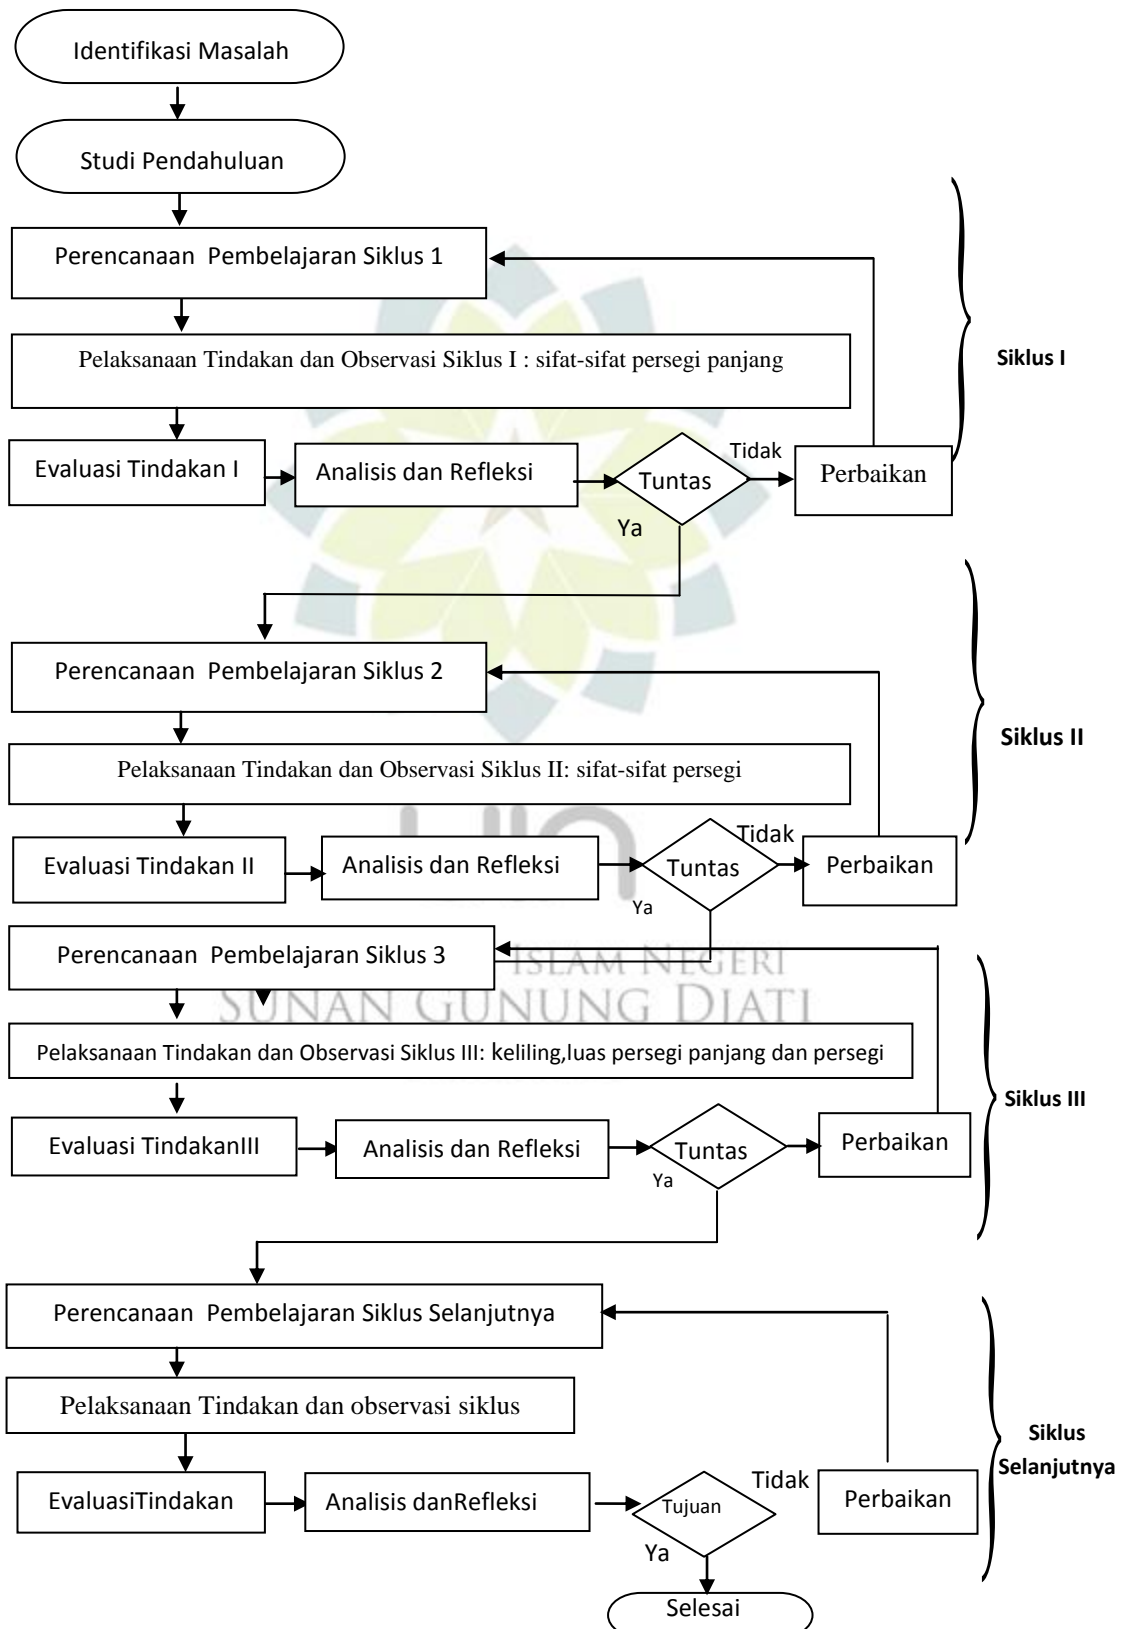 Identifikasi Masalah
Studi Pendahuluan
Perencanaan Pembelajaran Siklus 1
Pelaksanaan Tindakan dan Observasi Siklus I : sifat-sifat persegi panjang
Siklus I
Evaluasi Tindakan I
Analisis dan Refleksi
Tuntas
Tidak
Perbaikan
Ya
Perencanaan Pembelajaran Siklus 2
Siklus II
Pelaksanaan Tindakan dan Observasi Siklus II: sifat-sifat persegi
Evaluasi Tindakan II
Analisis dan Refleksi
Tuntas
Tidak
Perbaikan
Ya
Perencanaan Pembelajaran Siklus 3
ISLAM NEGERI
SUNAN GUNUNG DJATI
Pelaksanaan Tindakan dan Observasi Siklus III: keliling,luas persegi panjang dan persegi
Siklus III
Evaluasi TindakanIII
Analisis dan Refleksi
Tuntas
Perbaikan
Ya
Perencanaan Pembelajaran Siklus Selanjutnya
Pelaksanaan Tindakan dan observasi siklus
Siklus
Selanjutnya
EvaluasiTindakan
Analisis danRefleksi
Tujuan
Tidak
Perbaikan
Ya
Selesai